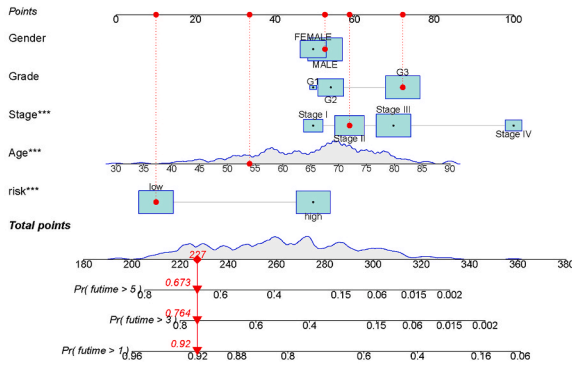 Points
0 20 40 60 80 100
Gender
FEMALE
MALE
Grade
G1
G2
G3
Stage***
Stage I
Stage II
Stage III
Stage IV
Age***
30 35 40 45 50 55 60 65 70 75 80 85 90
risk***
low
high
Total points
227
180 200 220 240 260 280 300 320 340 360 380
0.673
Pr( futime > 5)
0.8 0.6 0.4 0.15 0.06 0.015 0.002
0.764
Pr( futime > 3)
0.8 0.6 0.4 0.15 0.06 0.015 0.002
0.92
Pr( futime > 1)
0.96 0.92 0.88 0.8 0.6 0.4 0.16 0.06